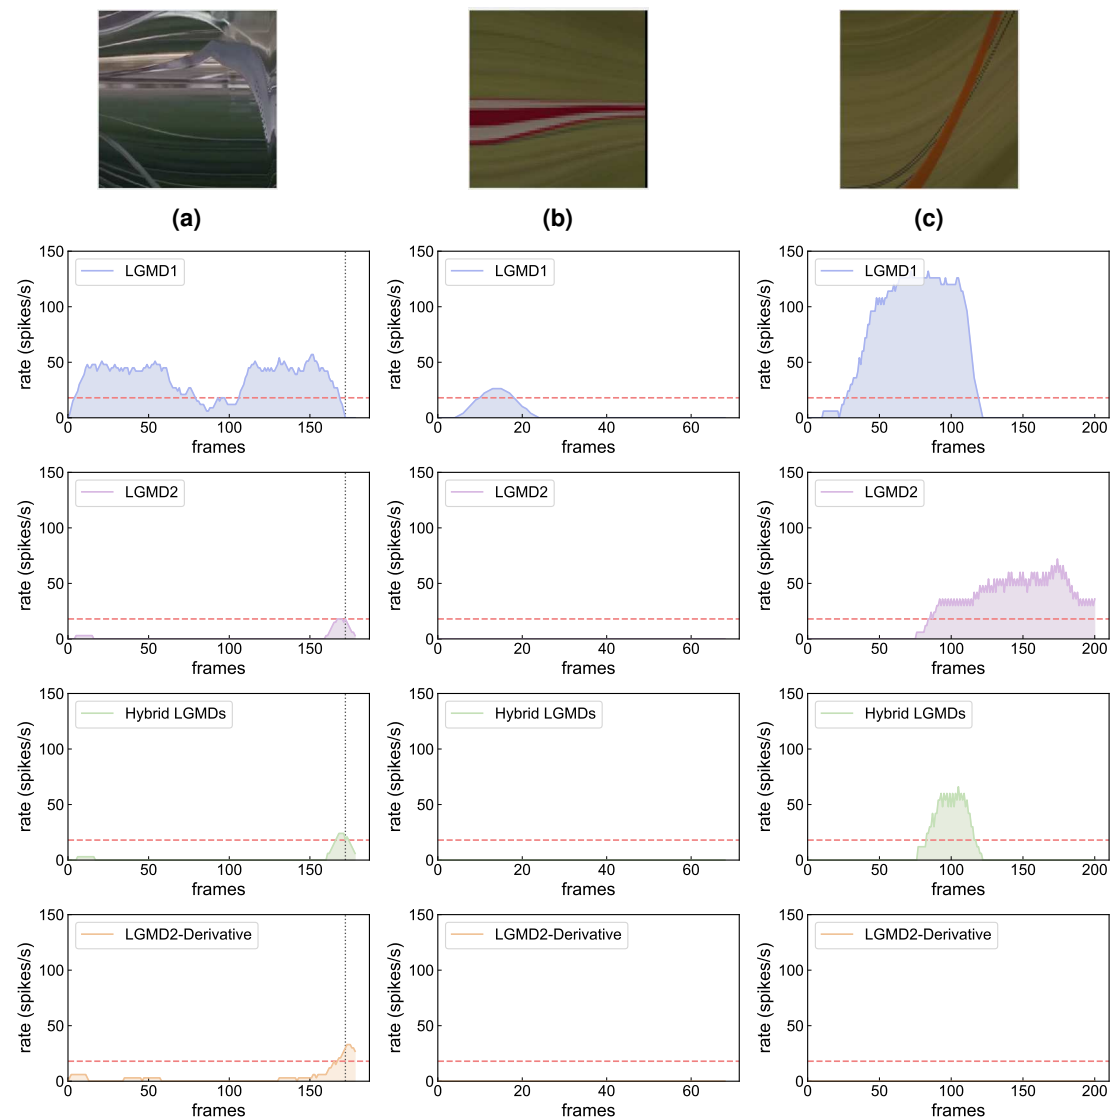 (a) (b) (c)
150 100 50 0 rate (spikes/s) LGMD1 0 50 100 150 frames
150 100 50 0 rate (spikes/s) LGMD1 0 20 40 60 frames
150 100 50 0 rate (spikes/s) LGMD1 0 50 100 150 200 frames
150 100 50 0 rate (spikes/s) LGMD2 0 50 100 150 frames
150 100 50 0 rate (spikes/s) LGMD2 0 20 40 60 frames
150 100 50 0 rate (spikes/s) LGMD2 0 50 100 150 200 frames
150 100 50 0 rate (spikes/s) Hybrid LGMDs 0 50 100 150 frames
150 100 50 0 rate (spikes/s) Hybrid LGMDs 0 20 40 60 frames
150 100 50 0 rate (spikes/s) Hybrid LGMDs 0 50 100 150 200 frames
150 100 50 0 rate (spikes/s) LGMD2-Derivative 0 50 100 150 frames
150 100 50 0 rate (spikes/s) LGMD2-Derivative 0 20 40 60 frames
150 100 50 0 rate (spikes/s) LGMD2-Derivative 0 50 100 150 200 frames